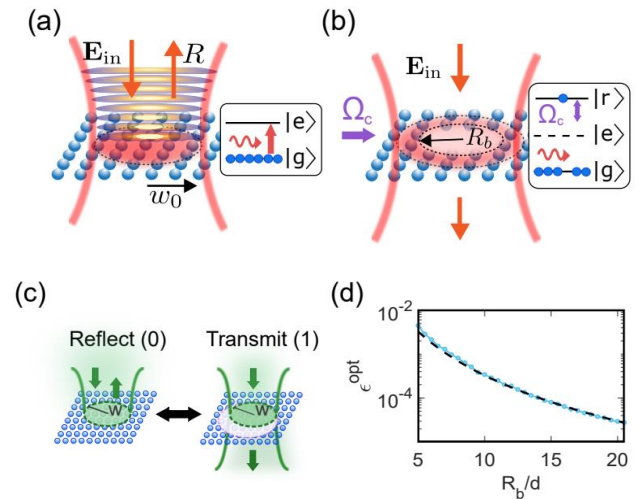 (a)
E_in
R
|e⟩
|g⟩
w_0
(b)
E_in
Ω_c
R_b
|r⟩
Ω_c
|e⟩
|g⟩
(c)
Reflect (0)
Transmit (1)
w
w
(d)
10^-2
10^-4
ϵ^opt
5
10
15
20
R_b/d